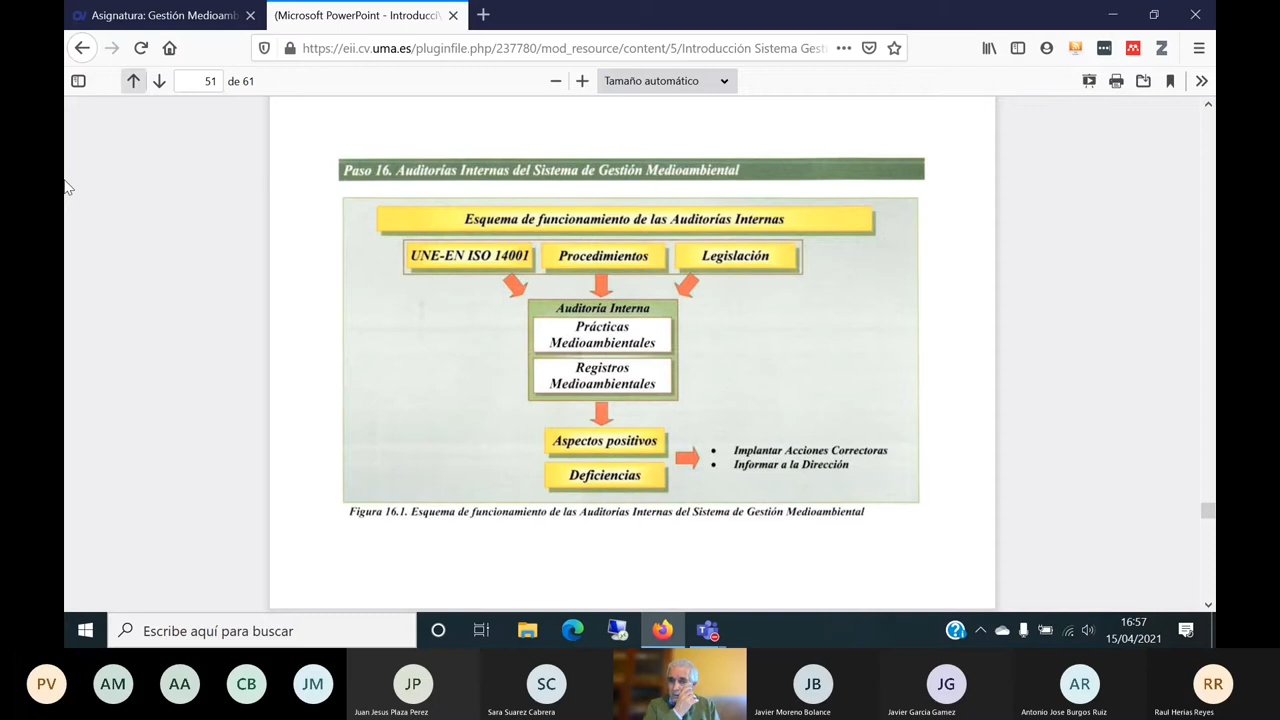 Asignatura: Gestión Medioamb
(Microsoft PowerPoint - Introducci
https://eii.cv.uma.es/pluginfile.php/237780/mod_resource/content/5/Introducción Sistema Gest
51
de 61
Tamaño automático
Paso 16. Auditorías Internas del Sistema de Gestión Medioambiental
Esquema de funcionamiento de las Auditorías Internas
UNE-EN ISO 14001
Procedimientos
Legislación
Auditoría Interna
Prácticas
Medioambientales
Registros
Medioambientales
Aspectos positivos
Deficiencias
• Implantar Acciones Correctoras
• Informar a la Dirección
Figura 16.1. Esquema de funcionamiento de las Auditorías Internas del Sistema de Gestión Medioambiental
Escribe aquí para buscar
16:57
15/04/2021
PV
AM
AA
CB
JM
JP
Juan Jesus Plaza Perez
SC
Sara Suarez Cabrera
JB
Javier Moreno Bolance
JG
Javier Garcia Gamez
AR
Antonio Jose Burgos Ruiz
RR
Raul Herias Reyes